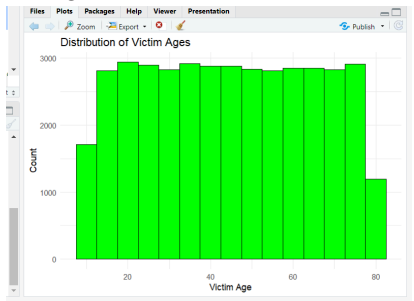 Files Plots Packages Help Viewer Presentation
Zoom Export Publish
Distribution of Victim Ages
3000
2000
1000
0
Count
20 40 60 80
Victim Age